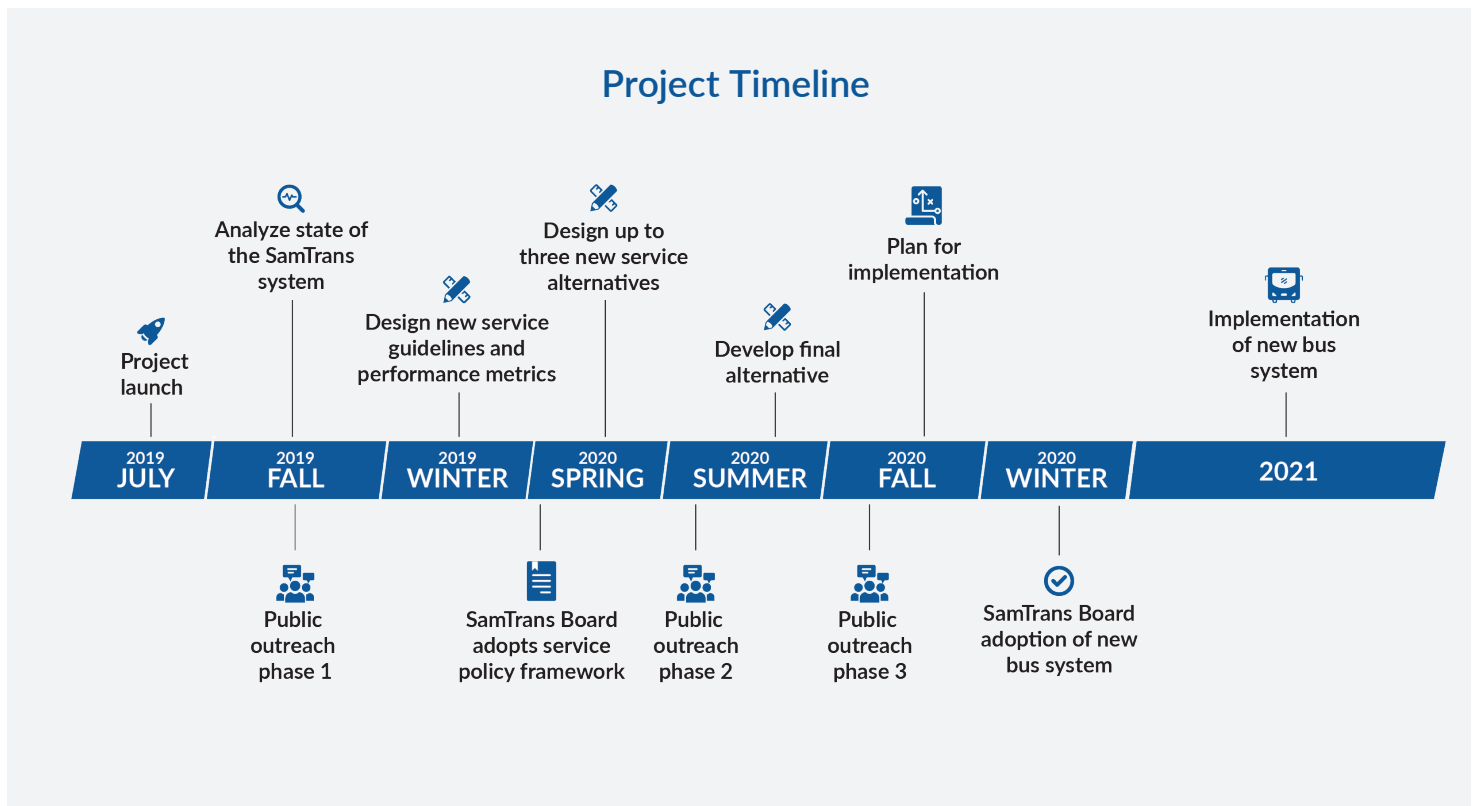 Project Timeline
Analyze state of
the SamTrans
system
Design up to
three new service
alternatives
Plan for
implementation
Project
launch
Design new service
guidelines and
performance metrics
Develop final
alternative
Implementation
of new bus
system
2019
JULY
2019
FALL
2019
WINTER
2020
SPRING
2020
SUMMER
2020
FALL
2020
WINTER
2021
Public
outreach
phase 1
SamTrans Board
adopts service
policy framework
Public
outreach
phase 2
Public
outreach
phase 3
SamTrans Board
adoption of new
bus system